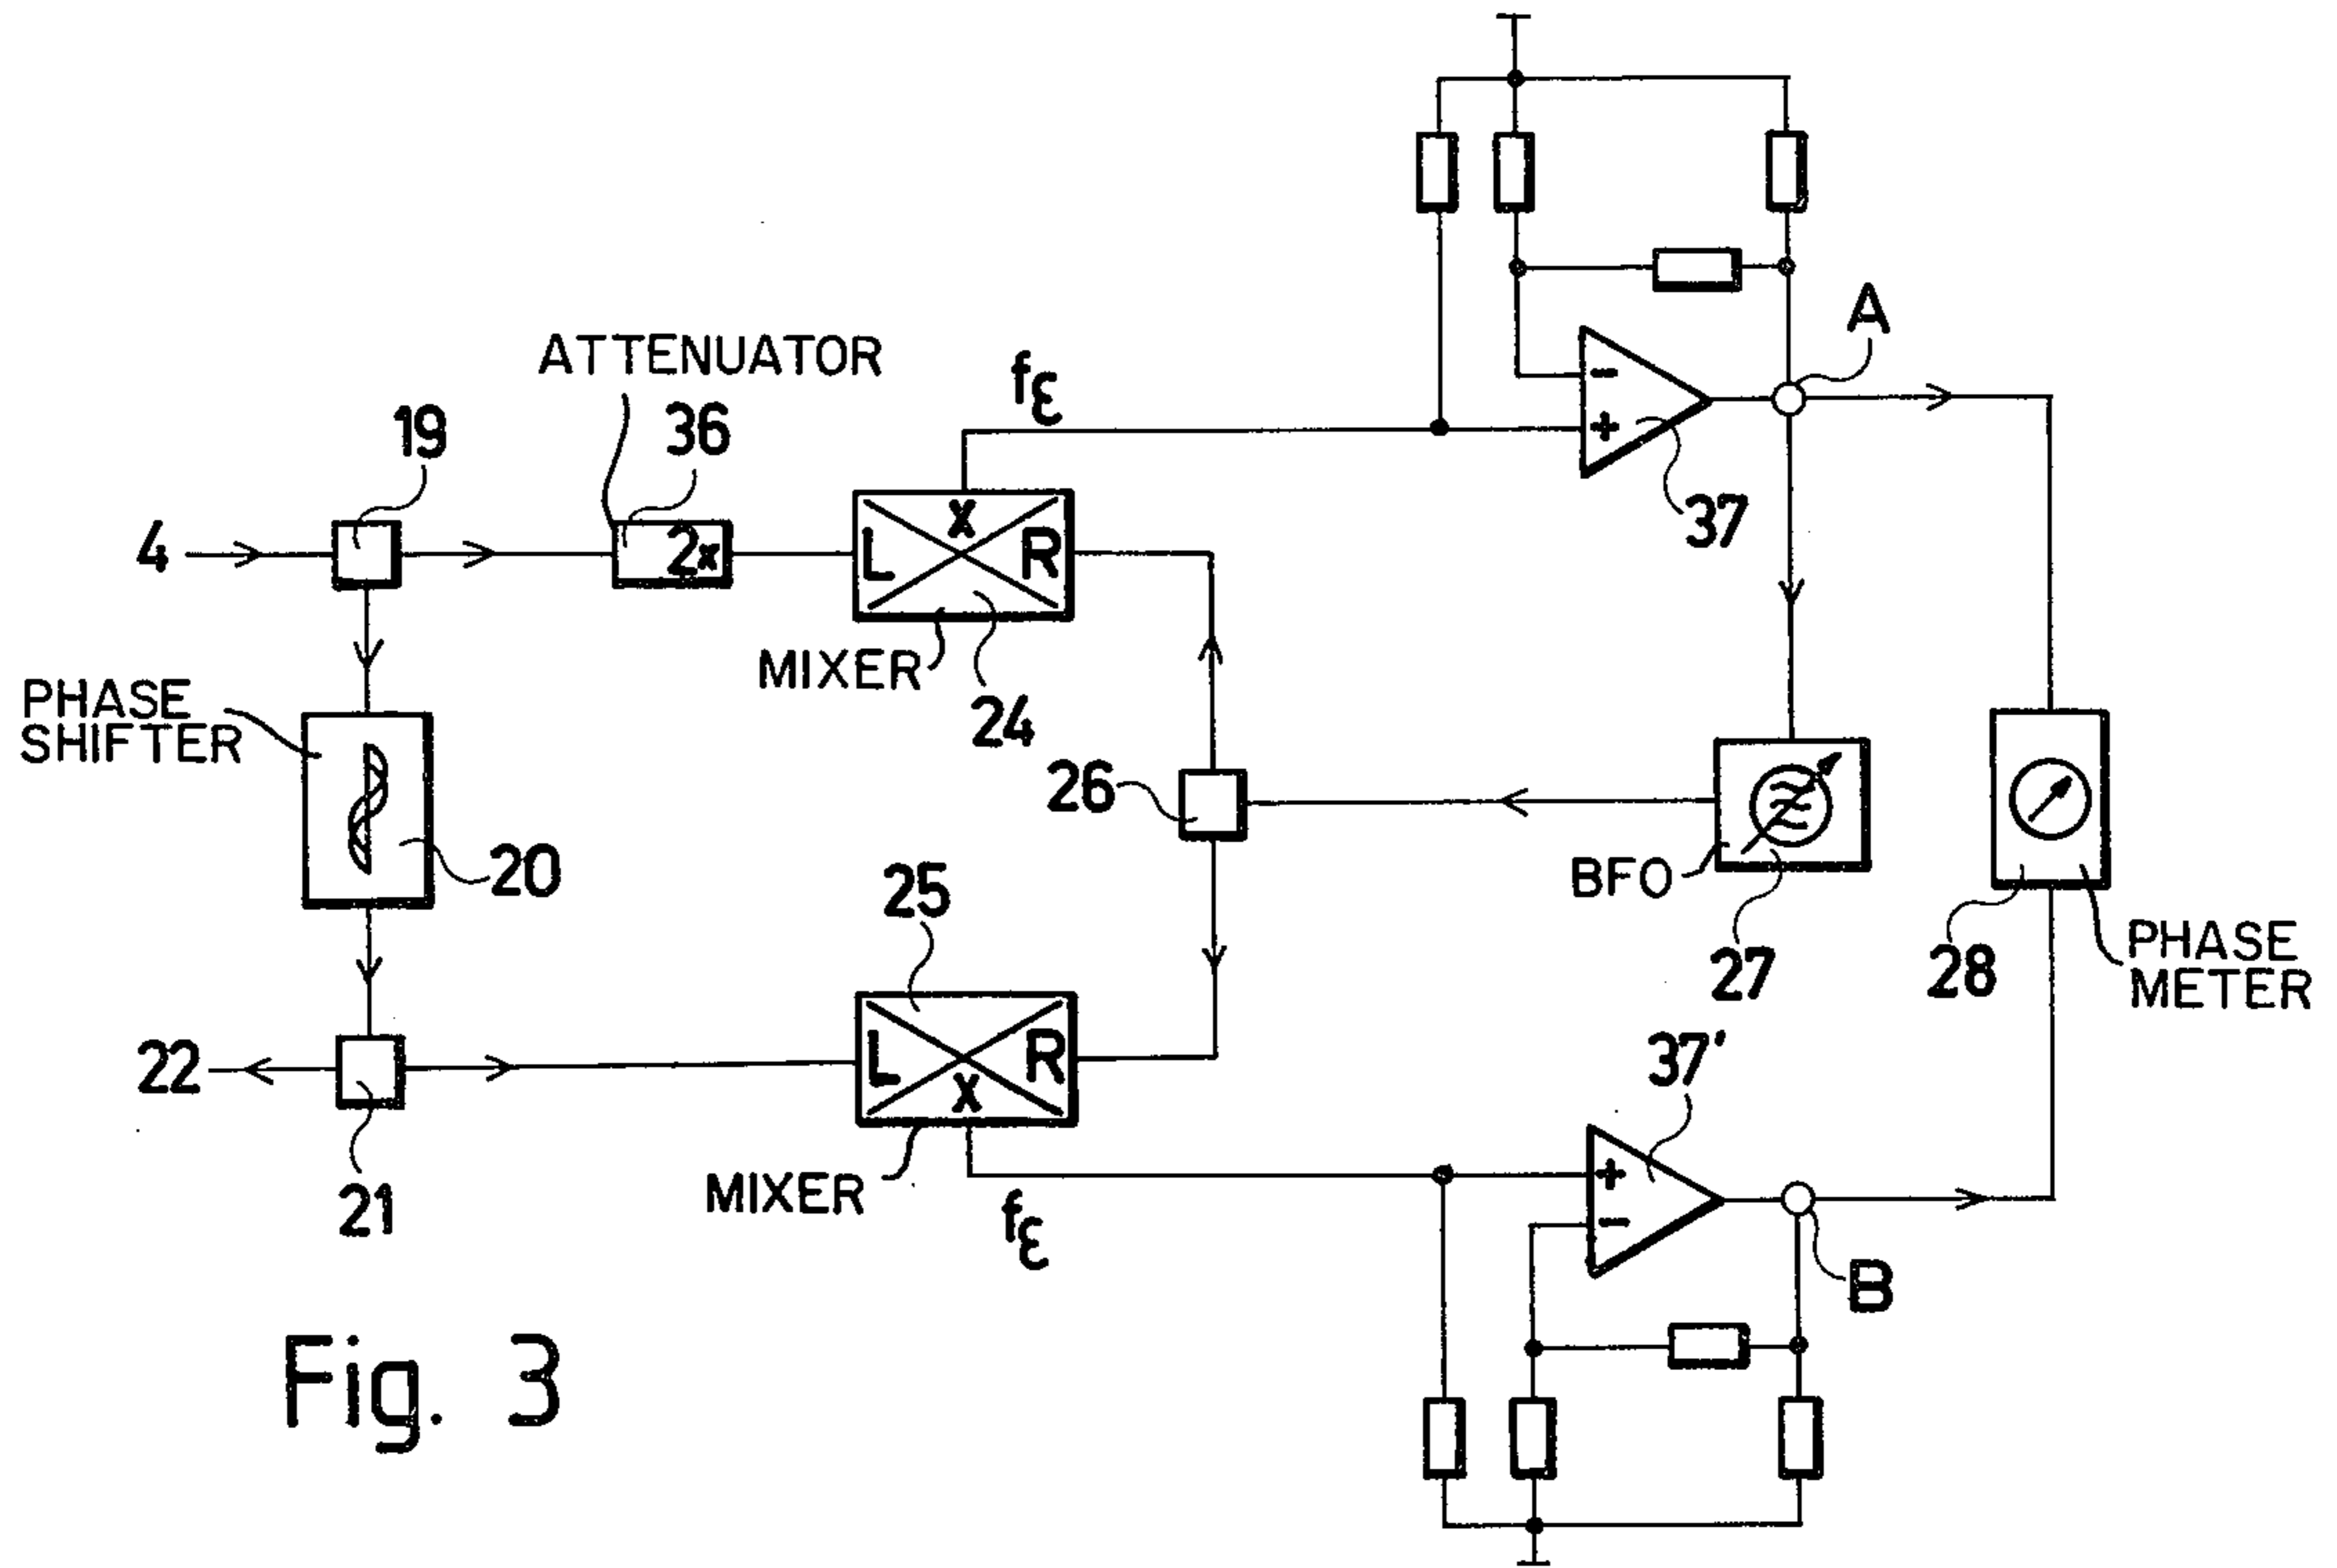 A
ATTENUATOR
fε
19
36
37
4
2x
X
L
R
MIXER
24
PHASE
SHIFTER
26
20
25
BFO
27
28
PHASE
METER
L
R
X
22
37'
21
MIXER
fε
B
Fig. 3